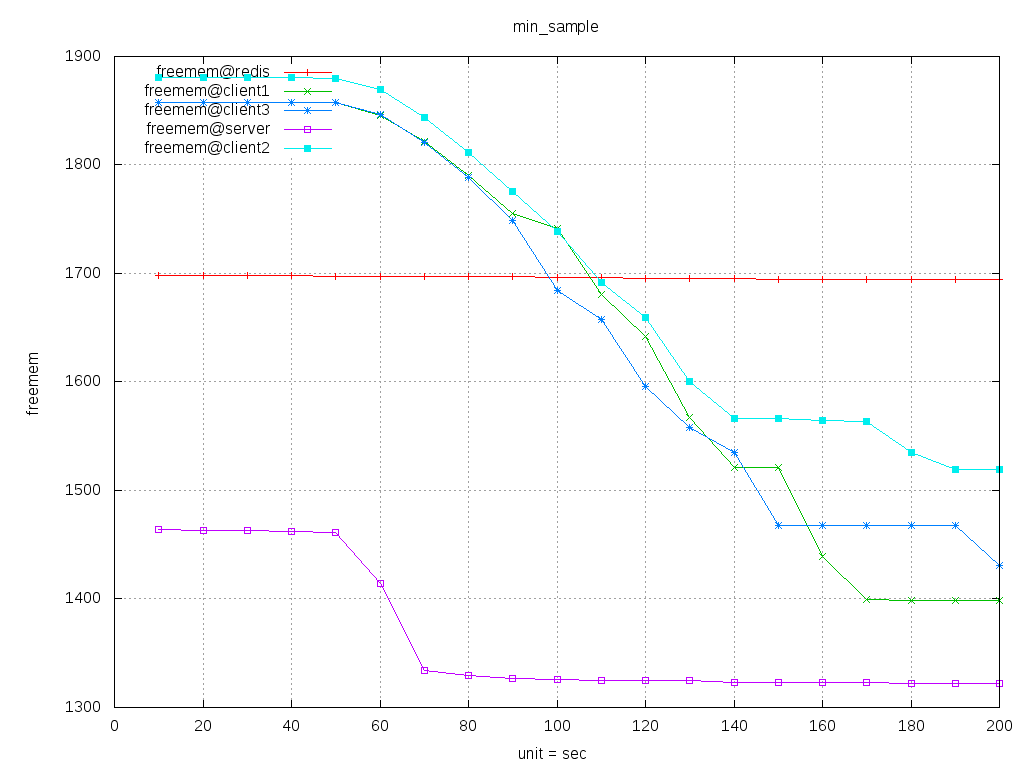 min_sample
1900
1800
1700
1600
1500
1400
1300
freemem
freemem@redis
freemem@client1
freemem@client3
freemem@server
freemem@client2
0 20 40 60 80 100 120 140 160 180 200
unit = sec